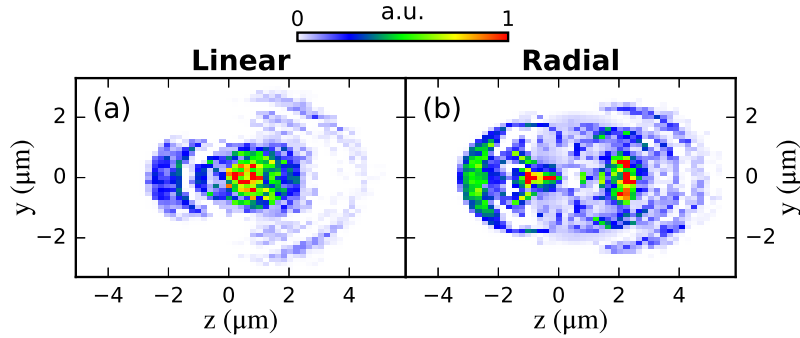 a.u.
0 1
Linear Radial
(a) (b)
y (μm) 2 0 −2
−4 −2 0 2 4
z (μm)
−4 −2 0 2 4
z (μm)
2 0 −2 y (μm)